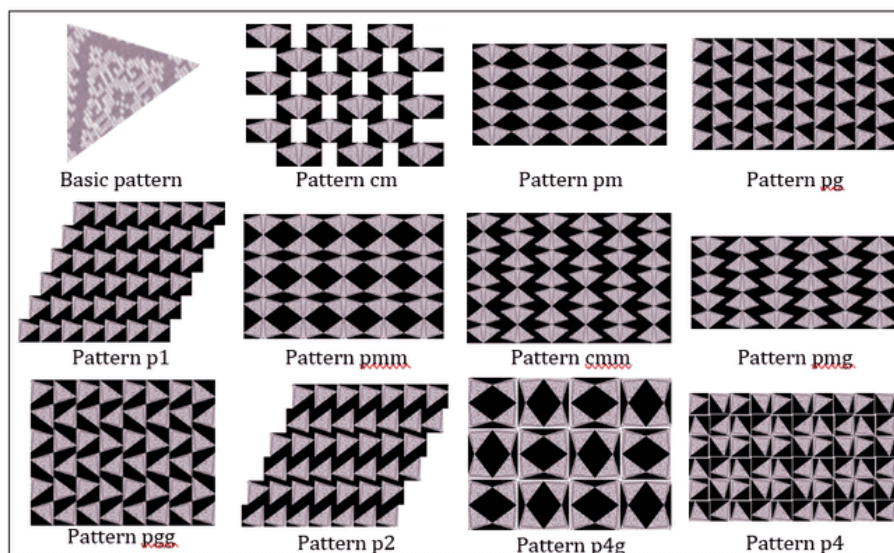 Basic pattern
Pattern cm
Pattern pm
Pattern pg
Pattern p1
Pattern pmm
Pattern cmm
Pattern pmg
Pattern pgg
Pattern p2
Pattern p4g
Pattern p4